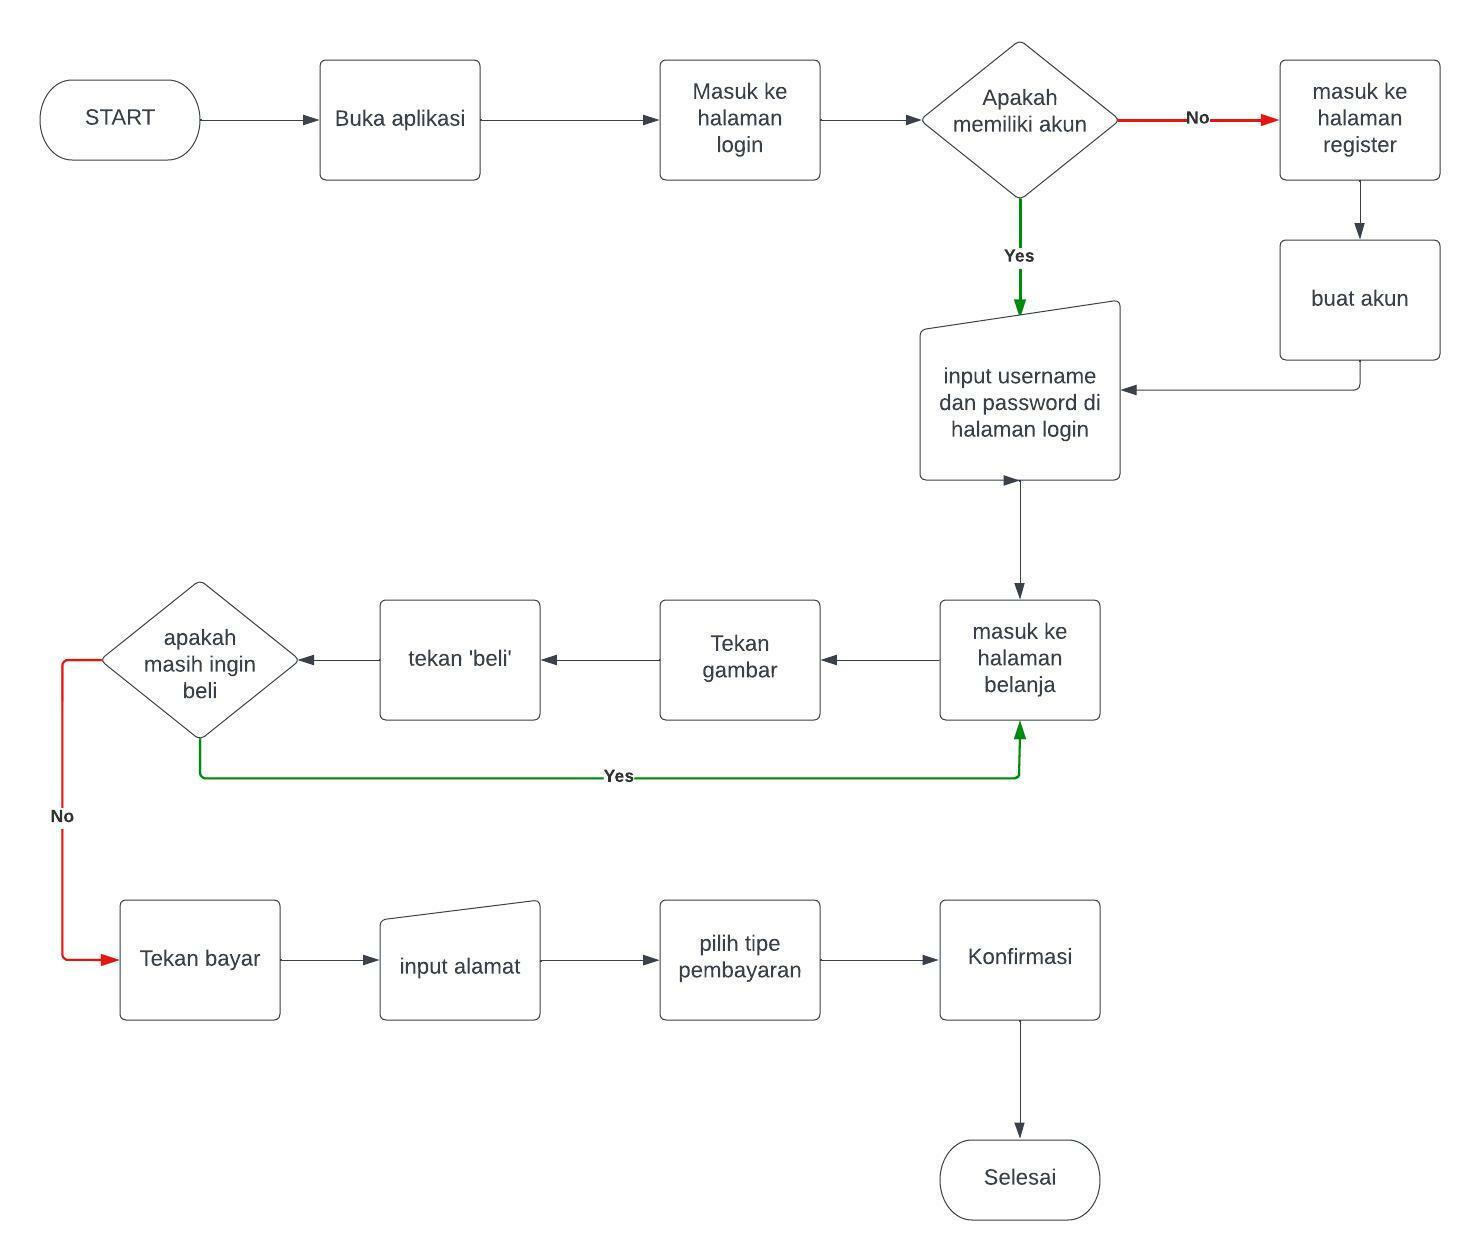 START
Buka aplikasi
Masuk ke
halaman
login
Apakah
memiliki akun
No
masuk ke
halaman
register
Yes
buat akun
input username
dan password di
halaman login
masuk ke
halaman
belanja
Tekan
gambar
tekan 'beli'
apakah
masih ingin
beli
Yes
No
Tekan bayar
input alamat
pilih tipe
pembayaran
Konfirmasi
Selesai